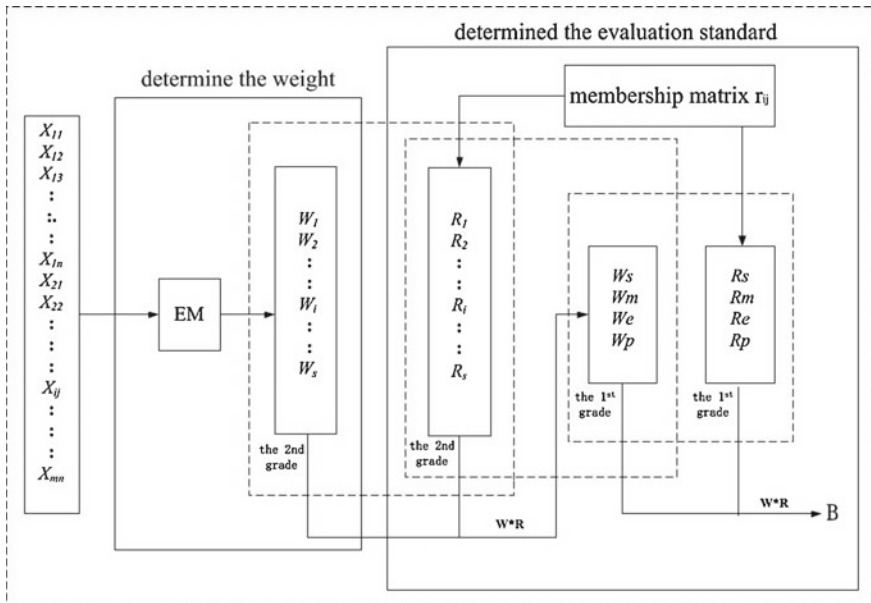 determined the evaluation standard
determine the weight
membership matrix rij
X11
X12
X13
:
:.
:
X1n
X21
X22
:
:
:
Xij
:
:
:
Xmn
EM
W1
W2
:
:
Wi
:
:
Ws
the 2nd
grade
R1
R2
:
:
Ri
:
:
Rs
the 2nd
grade
Ws
Wm
We
Wp
the 1st
grade
Rs
Rm
Re
Rp
the 1st
grade
W*R
W*R
B